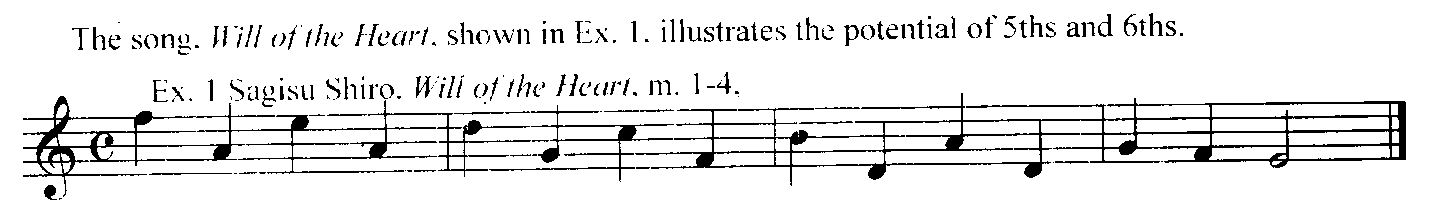 The song. Will of the Heart, shown in Ex. 1. illustrates the potential of 5ths and 6ths.
Ex. 1 Sagisu Shiro. Will of the Heart, m. 1-4.